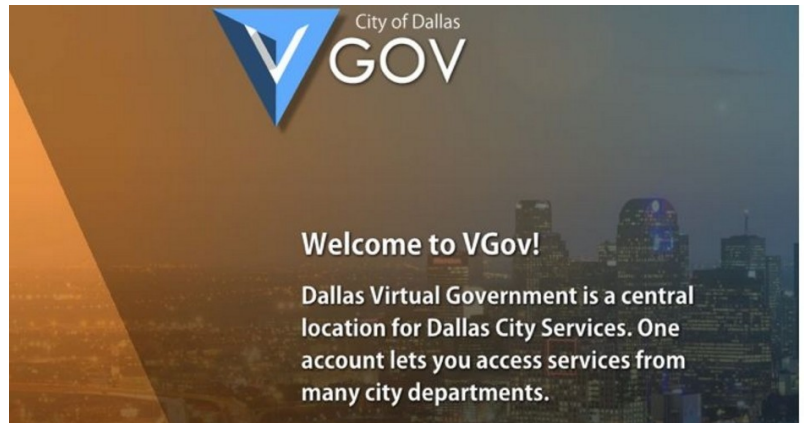 City of Dallas
GOV
Welcome to VGov!
Dallas Virtual Government is a central
location for Dallas City Services. One
account lets you access services from
many city departments.